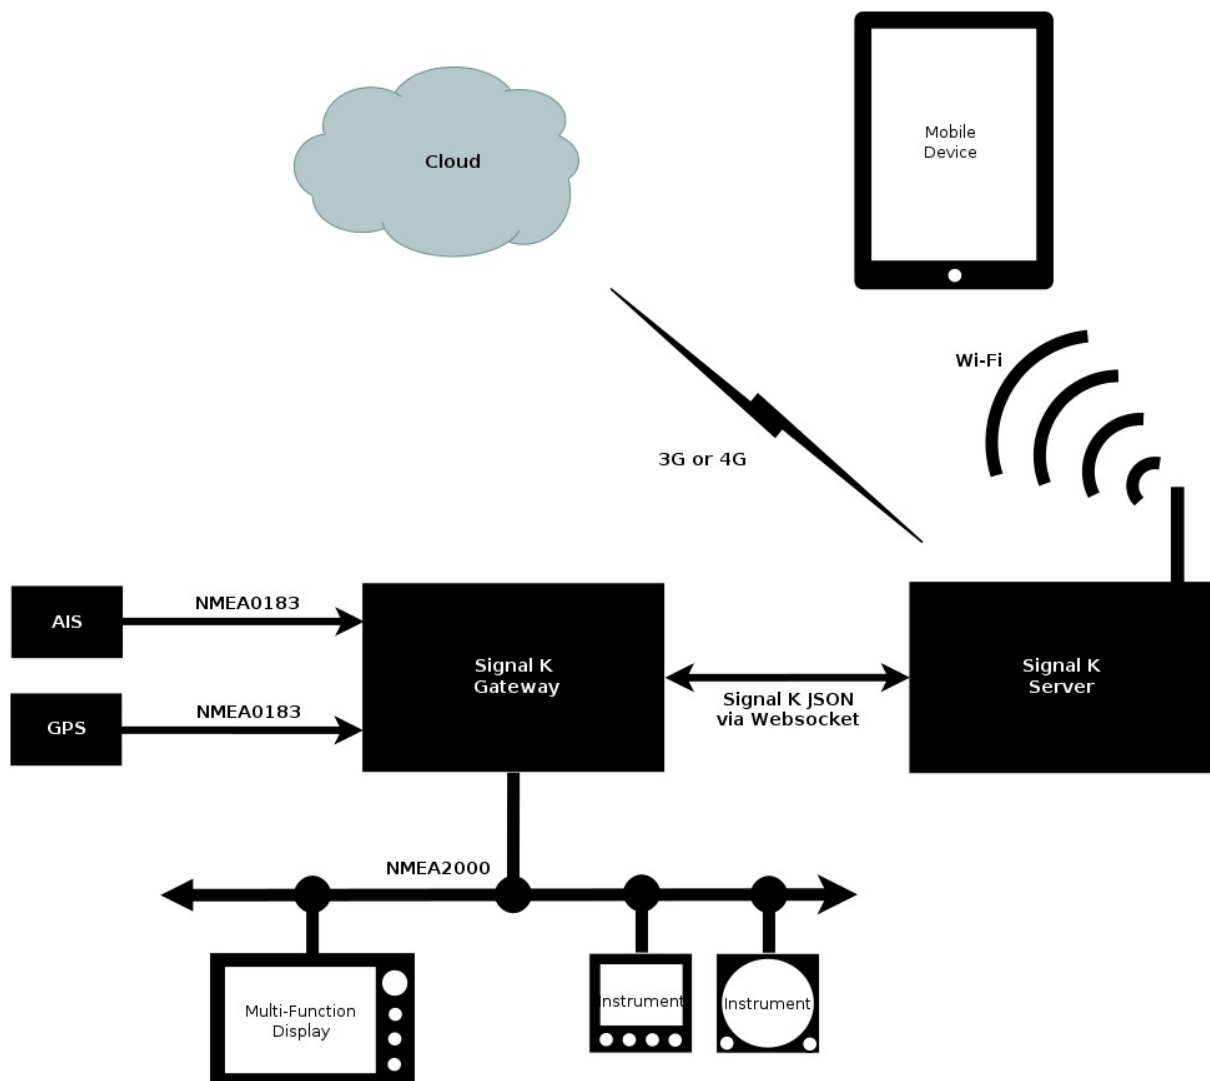 Mobile
Device
Cloud
Wi-Fi
3G or 4G
NMEA0183
AIS
Signal K
Gateway
Signal K
Server
Signal K JSON
via Websocket
NMEA0183
GPS
NMEA2000
Multi-Function
Display
Instrument
Instrument